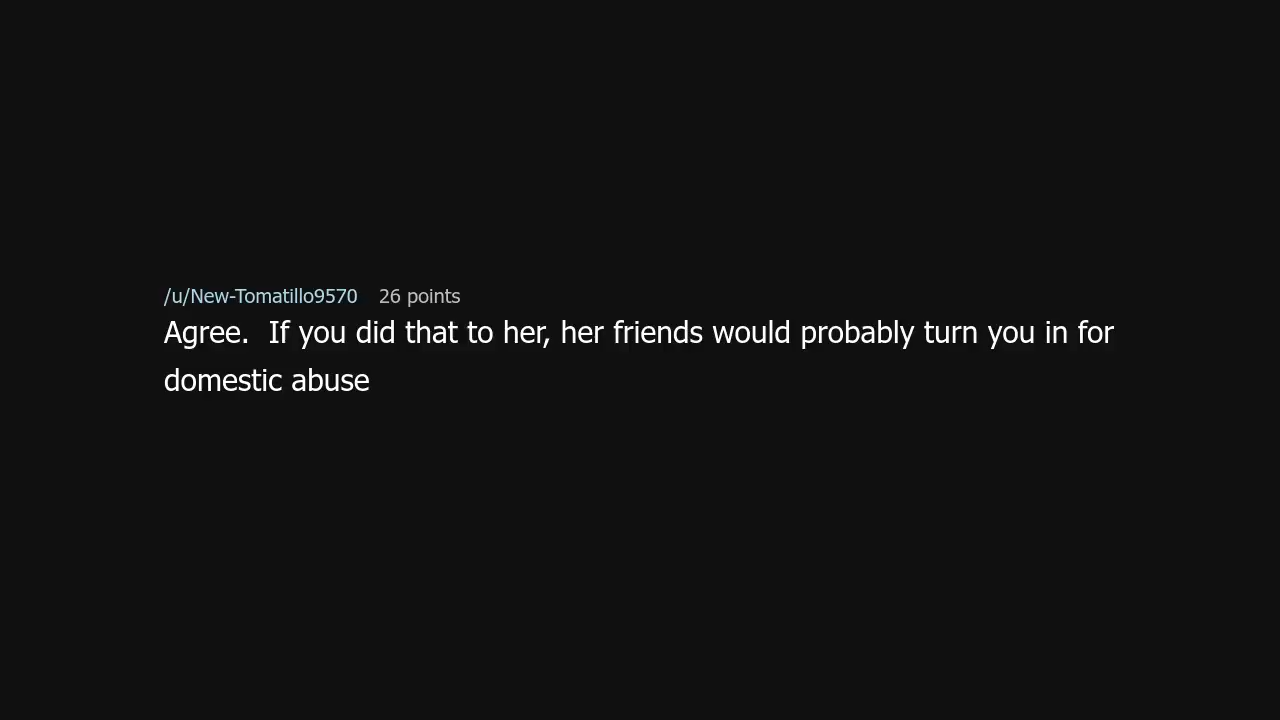 /u/New-Tomatillo9570 26 points
Agree.  If you did that to her, her friends would probably turn you in for
domestic abuse